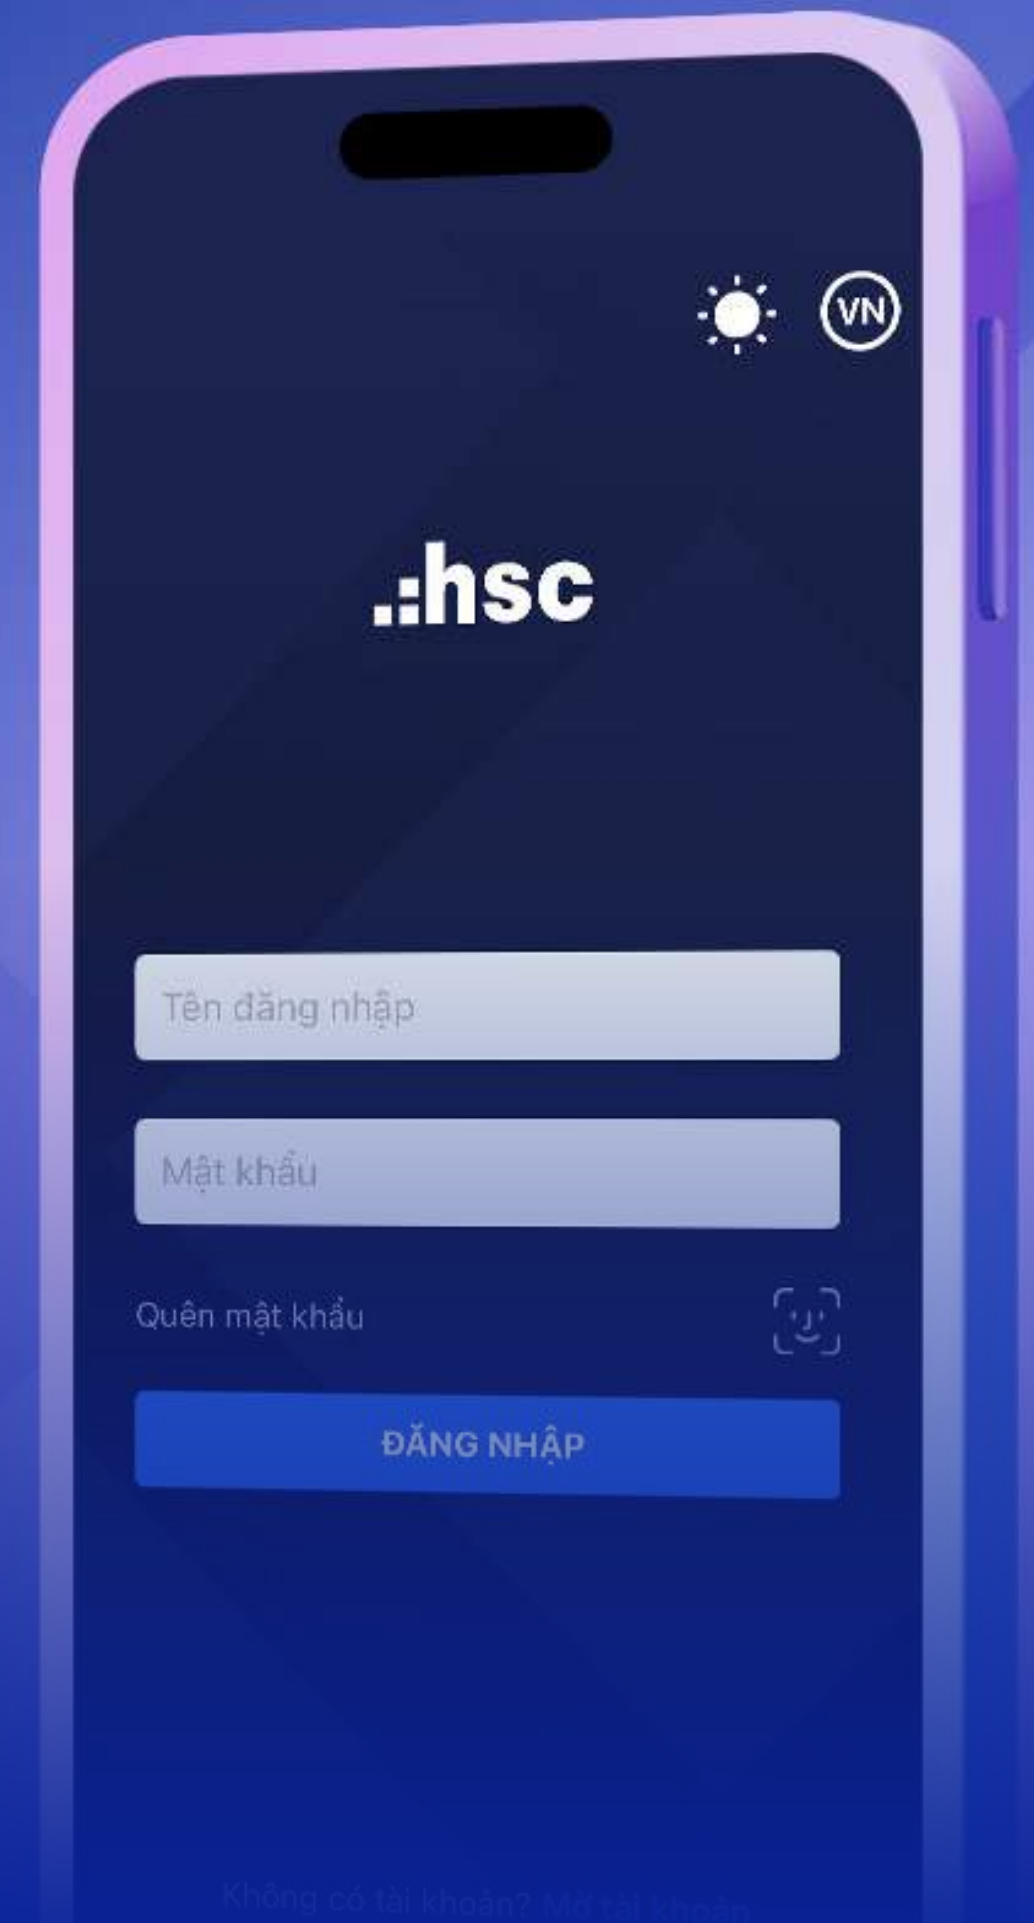 VN
.:hsc
Tên đăng nhập
Mật khẩu
Quên mật khẩu
ĐĂNG NHẬP
Không có tài khoản? Mở tài khoản